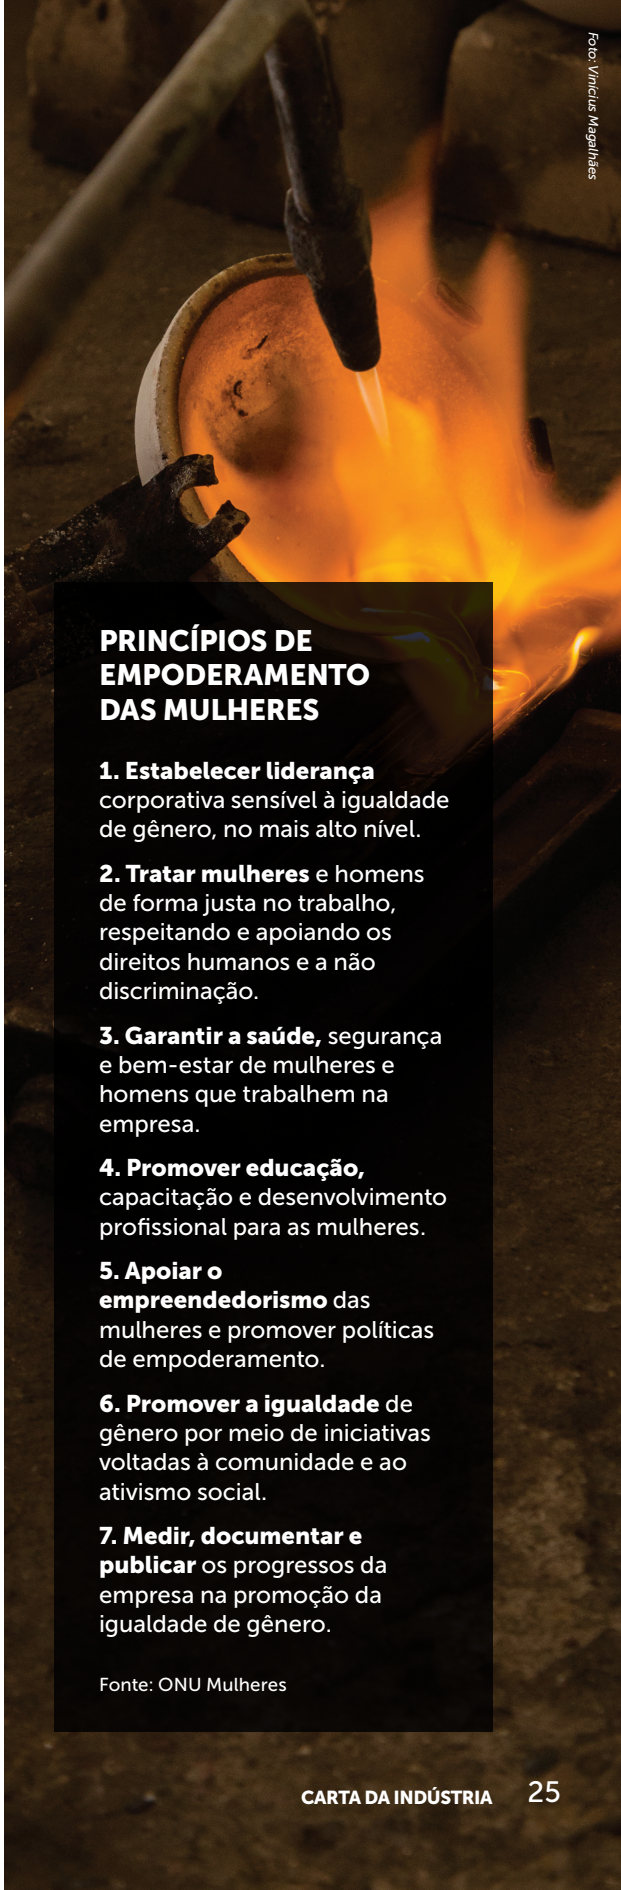 Foto: Vinicius Magalhães
PRINCÍPIOS DE
EMPODERAMENTO
DAS MULHERES
1. Estabelecer liderança
corporativa sensível à igualdade
de gênero, no mais alto nível.
2. Tratar mulheres e homens
de forma justa no trabalho,
respeitando e apoiando os
direitos humanos e a não
discriminação.
3. Garantir a saúde, segurança
e bem-estar de mulheres e
homens que trabalhem na
empresa.
4. Promover educação,
capacitação e desenvolvimento
profissional para as mulheres.
5. Apoiar o
empreendedorismo das
mulheres e promover políticas
de empoderamento.
6. Promover a igualdade de
gênero por meio de iniciativas
voltadas à comunidade e ao
ativismo social.
7. Medir, documentar e
publicar os progressos da
empresa na promoção da
igualdade de gênero.
Fonte: ONU Mulheres
CARTA DA INDÚSTRIA 25